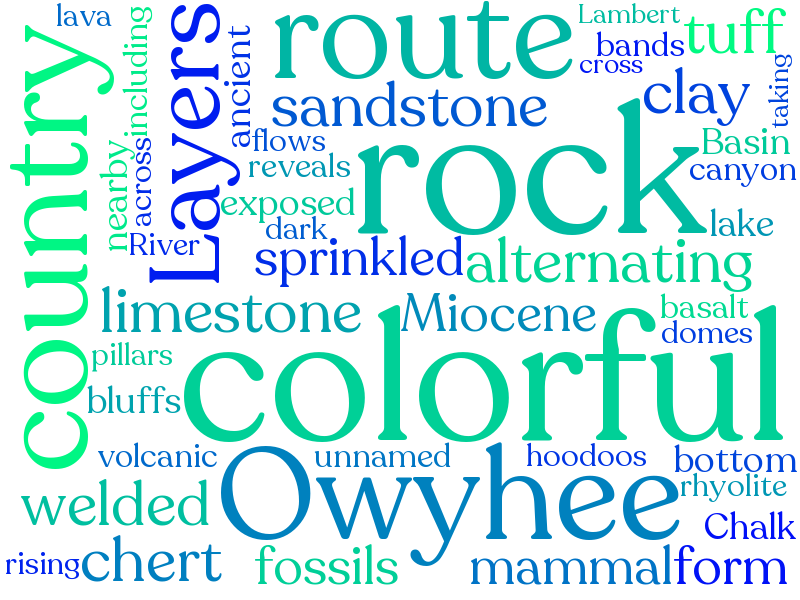 lava
country
including
nearby
across
Layers
ancient
route
Lambert
bands
tuff
cross
taking
sandstone
clay
flows
reveals
rock
Basin
canyon
exposed
dark
lake
River
sprinkled
alternating
limestone
Miocene
basalt
domes
pillars
colorful
bluffs
volcanic
unnamed
hoodoos
bottom
Owyhee
rhyolite
welded
Chalk
rising
chert
fossils
mammal
form